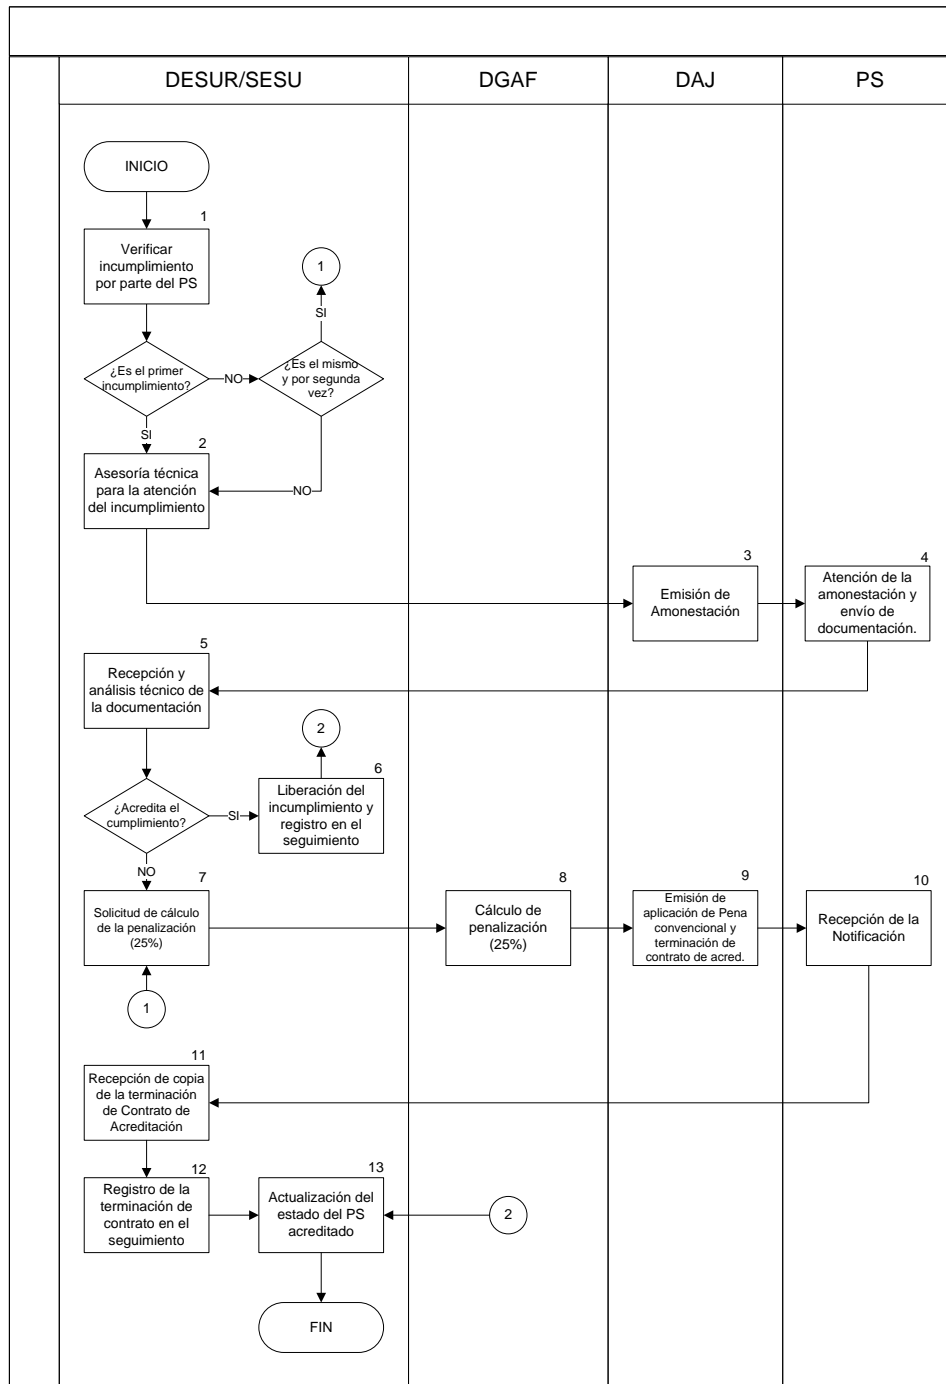 DESUR/SESU
DGAF
DAJ
PS
INICIO
1
Verificar
incumplimiento
por parte del PS
1
SI
¿Es el primer
incumplimiento?
NO
¿Es el mismo
y por segunda
vez?
SI
2
Asesoría técnica
para la atención
del incumplimiento
NO
3
Emisión de
Amonestación
4
Atención de la
amonestación y
envío de
documentación.
5
Recepción y
análisis técnico de
la documentación
2
6
¿Acredita el
cumplimiento?
SI
Liberación del
incumplimiento y
registro en el
seguimiento
NO
7
Solicitud de cálculo
de la penalización
(25%)
8
Cálculo de
penalización
(25%)
9
Emisión de
aplicación de Pena
convencional y
terminación de
contrato de acred.
10
Recepción de la
Notificación
1
11
Recepción de copia
de la terminación
de Contrato de
Acreditación
12
Registro de la
terminación de
contrato en el
seguimiento
13
Actualización del
estado del PS
acreditado
2
FIN